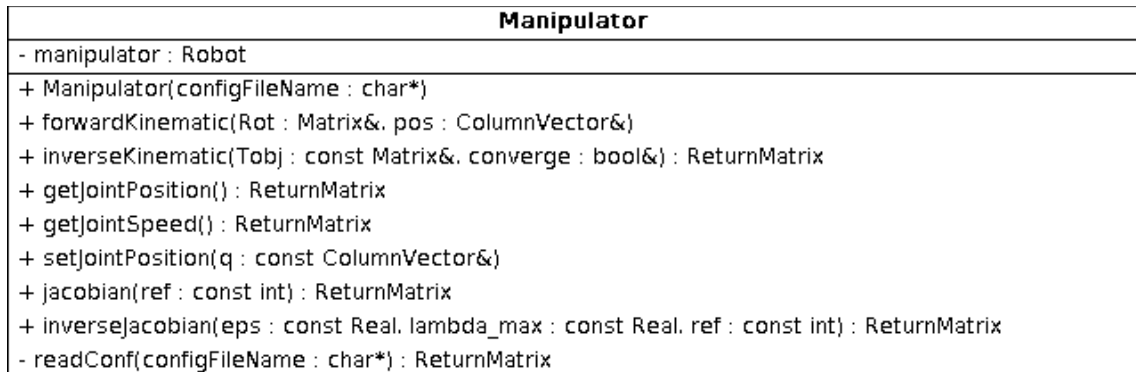 Manipulator
- manipulator : Robot
+ Manipulator(configFileName : char*)
+ forwardKinematic(Rot : Matrix&. pos : ColumnVector&)
+ inverseKinematic(Tobj : const Matrix&. converge : bool&) : ReturnMatrix
+ getJointPosition() : ReturnMatrix
+ getJointSpeed() : ReturnMatrix
+ setJointPosition(q : const ColumnVector&)
+ jacobian(ref : const int) : ReturnMatrix
+ inverseJacobian(eps : const Real. lambda_max : const Real. ref : const int) : ReturnMatrix
- readConf(configFileName : char*) : ReturnMatrix